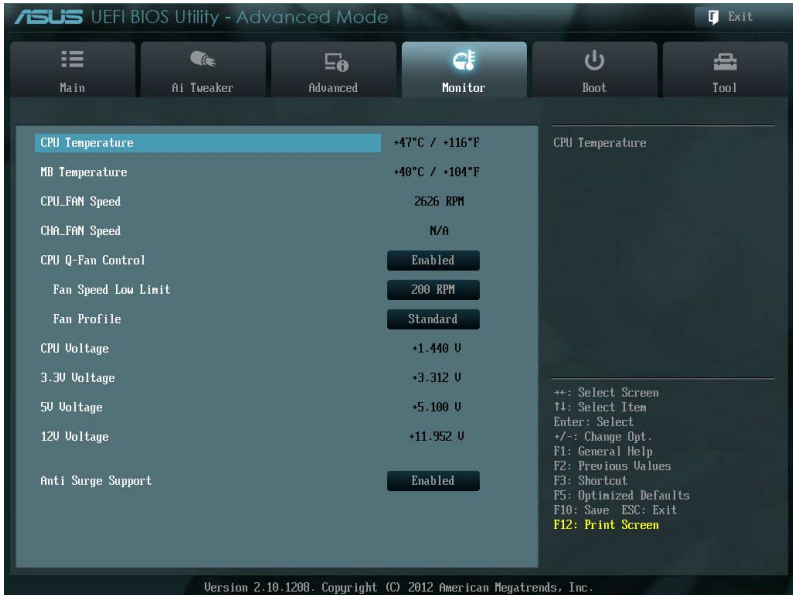 ASUS UEFI BIOS Utility - Advanced Mode
Exit
Main
Ai Tweaker
Advanced
Monitor
Boot
Tool
CPU Temperature +47°C / +116°F
MB Temperature +40°C / +104°F
CPU_FAN Speed 2626 RPM
CHA_FAN Speed N/A
CPU Q-Fan Control Enabled
Fan Speed Low Limit 200 RPM
Fan Profile Standard
CPU Voltage +1.440 V
3.3V Voltage +3.312 V
5V Voltage +5.100 V
12V Voltage +11.952 V
Anti Surge Support Enabled
CPU Temperature
→←: Select Screen
↑↓: Select Item
Enter: Select
+/-: Change Opt.
F1: General Help
F2: Previous Values
F3: Shortcut
F5: Optimized Defaults
F10: Save ESC: Exit
F12: Print Screen
Version 2.10.1208. Copyright (C) 2012 American Megatrends, Inc.